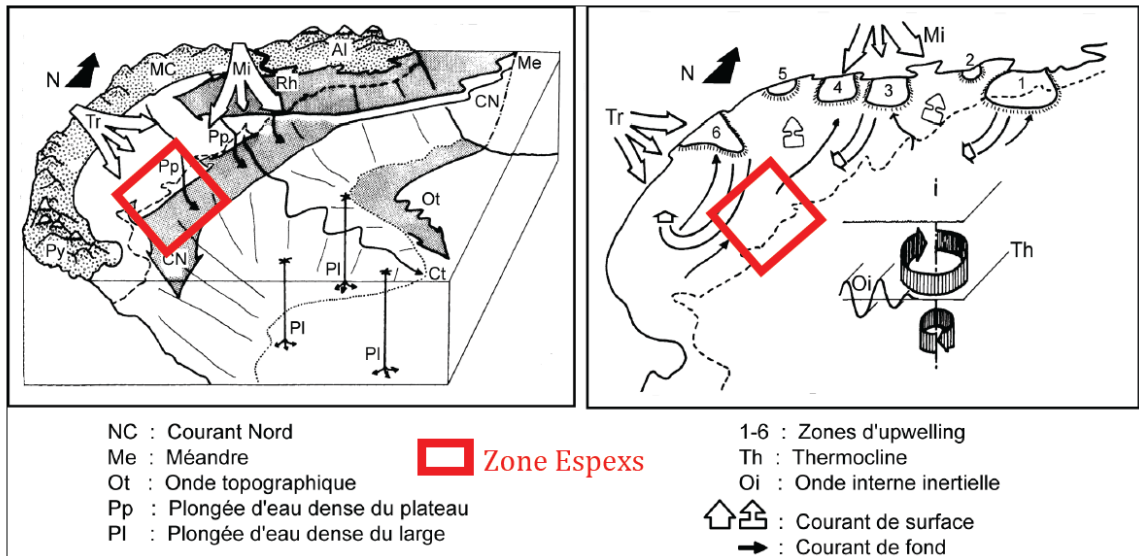 N
MC
Mi
Al
Rh
Me
CN
Tr
Pp
Pp
Ot
Py
CN
Pl
Ct
Pl
Pl
Mi
N
5
2
1
4
3
Tr
6
i
Th
Oi
NC : Courant Nord
Me : Méandre
Ot : Onde topographique
Pp : Plongée d'eau dense du plateau
Pl : Plongée d'eau dense du large
Zone Espexs
1-6 : Zones d'upwelling
Th : Thermocline
Oi : Onde interne inertielle
: Courant de surface
: Courant de fond